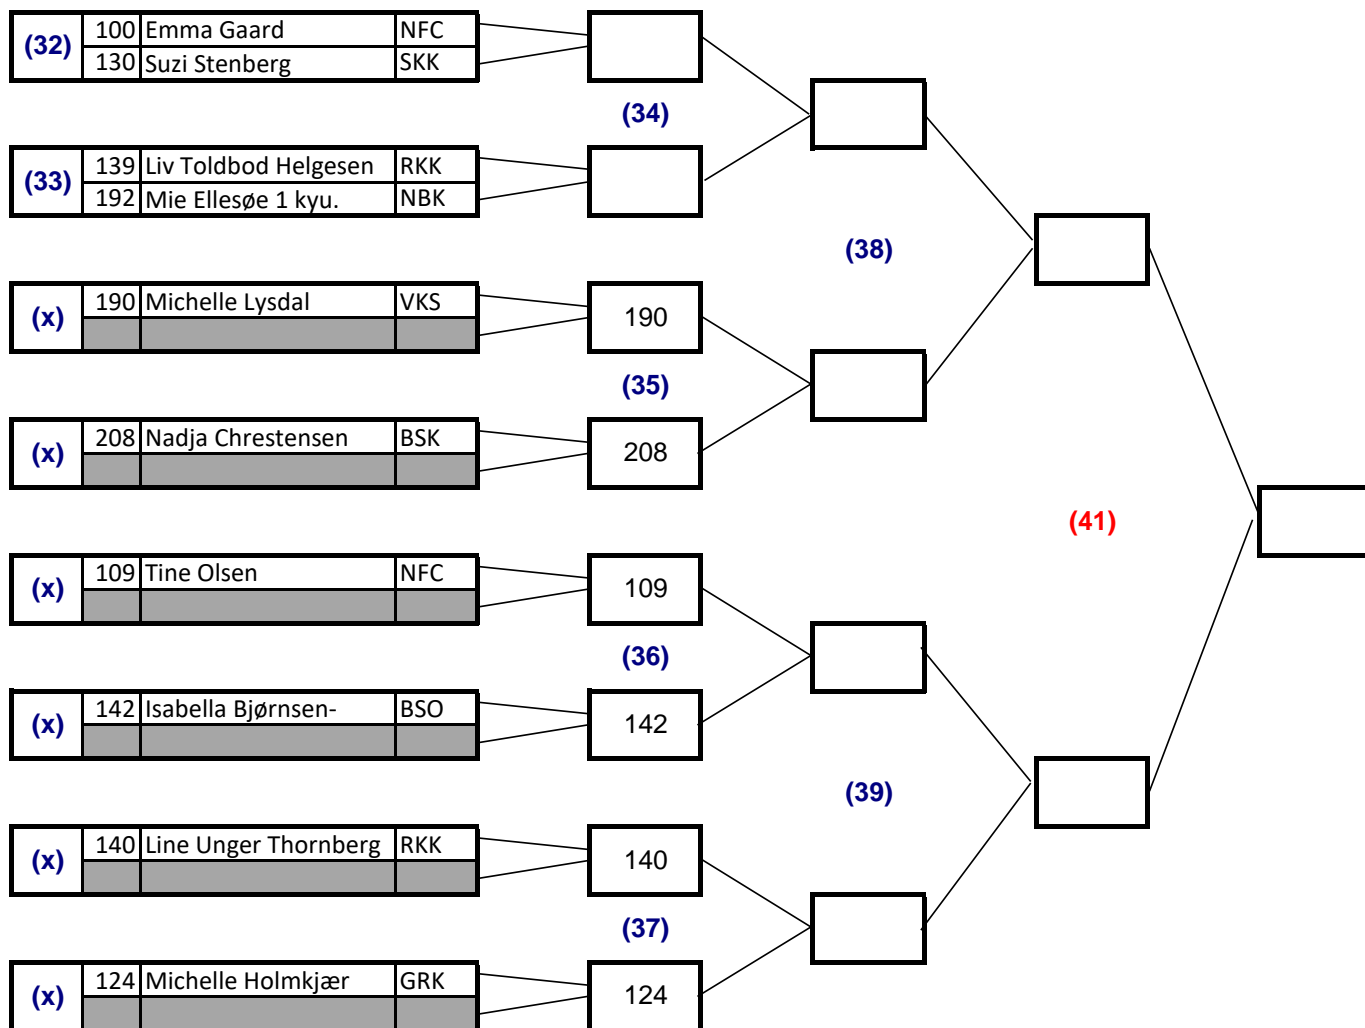 (32) 100 Emma Gaard NFC
130 Suzi Stenberg SKK
(34)
(33) 139 Liv Toldbod Helgesen RKK
192 Mie Ellesøe 1 kyu. NBK
(38)
(x) 190 Michelle Lysdal VKS
190
(35)
(x) 208 Nadja Chrestensen BSK
208
(41)
(x) 109 Tine Olsen NFC
109
(36)
(x) 142 Isabella Bjørnsen- BSO
142
(39)
(x) 140 Line Unger Thornberg RKK
140
(37)
(x) 124 Michelle Holmkjær GRK
124